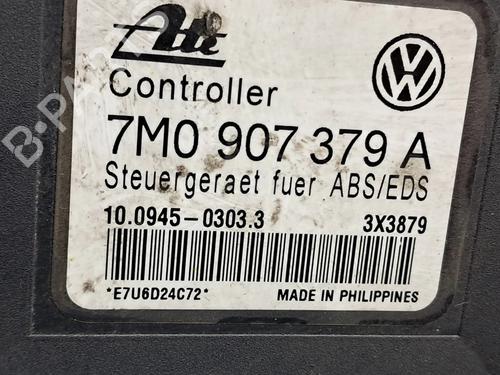 Ate
Controller
7M0 907 379 A
Steuergeraet fuer ABS/EDS
10.0945-0303.3 3X3879
*E7U6D24C72* MADE IN PHILIPPINES
B-PARTS